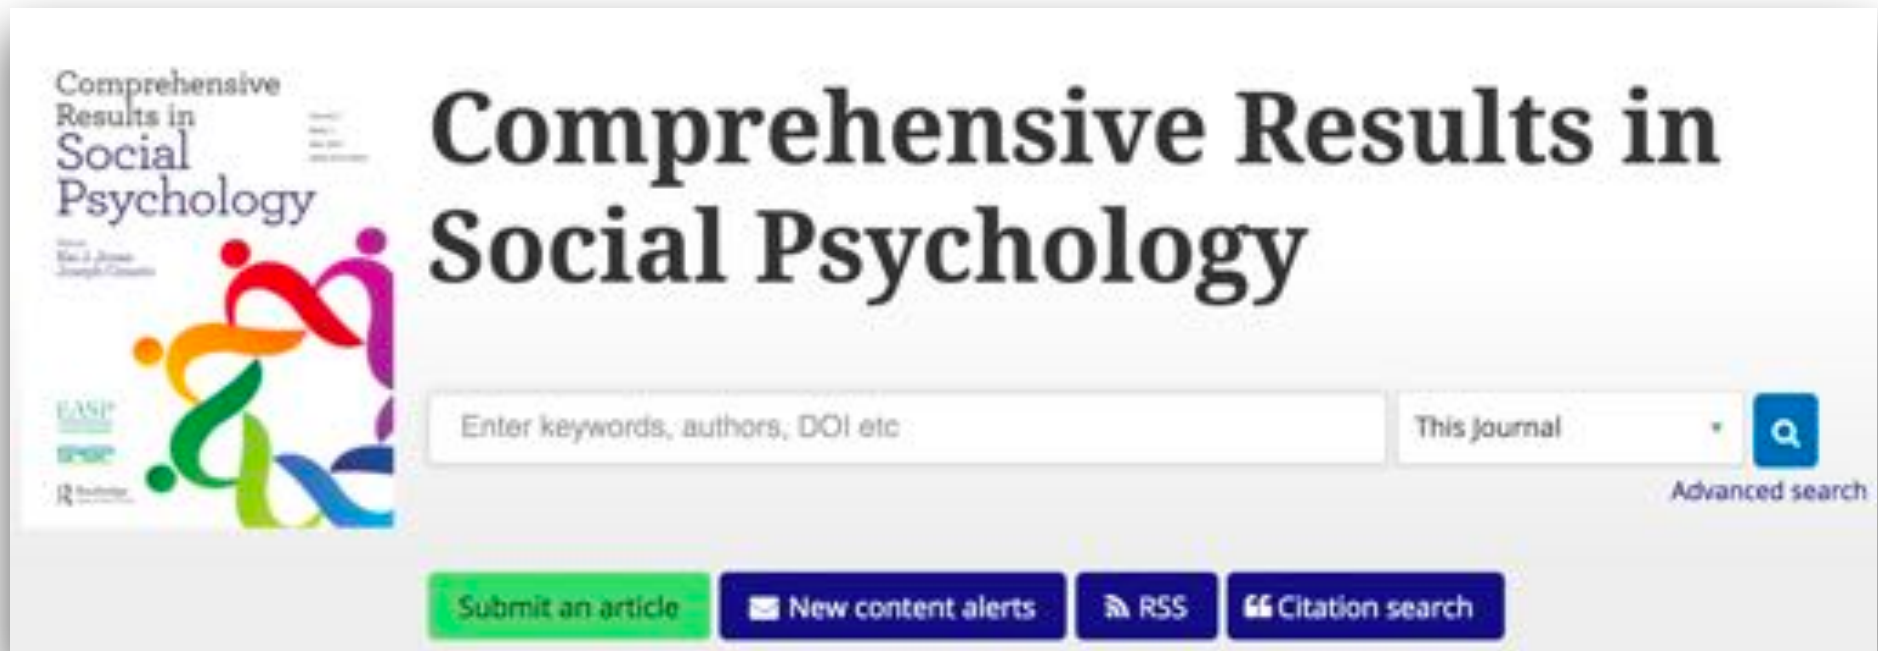 Comprehensive
Results in
Social
Psychology
EASP
Comprehensive Results in
Social Psychology
Enter keywords, authors, DOI etc
This Journal
Advanced search
Submit an article
New content alerts
RSS
Citation search